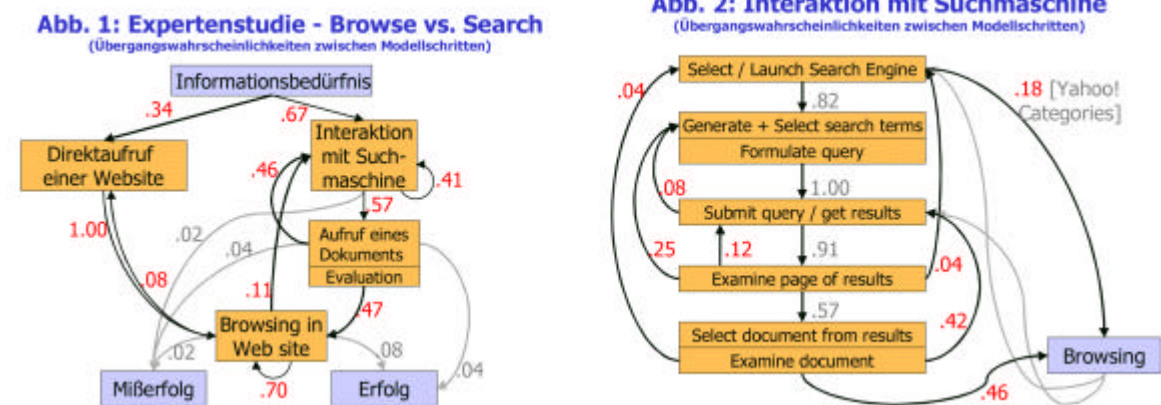 Abb. 1: Expertenstudie - Browse vs. Search
(Übergangswahrscheinlichkeiten zwischen Modellschritten)
Informationsbedürfnis
.34
.67
Direktaufruf
einer Website
Interaktion
mit Such-
maschine
.46
.41
.57
1.00
.02
.04
Aufruf eines
Dokuments
Evaluation
.08
.11
.47
Browsing in
Web site
.02
.08
.70
.04
Mißerfolg
Erfolg
Abb. 2: Interaktion mit Suchmaschine
(Übergangswahrscheinlichkeiten zwischen Modellschritten)
Select / Launch Search Engine
.04
.18 [Yahoo!
Categories]
.82
Generate + Select search terms
Formulate query
.08
1.00
Submit query / get results
.25
.12
.91
.04
Examine page of results
.57
.42
Select document from results
Examine document
Browsing
.46